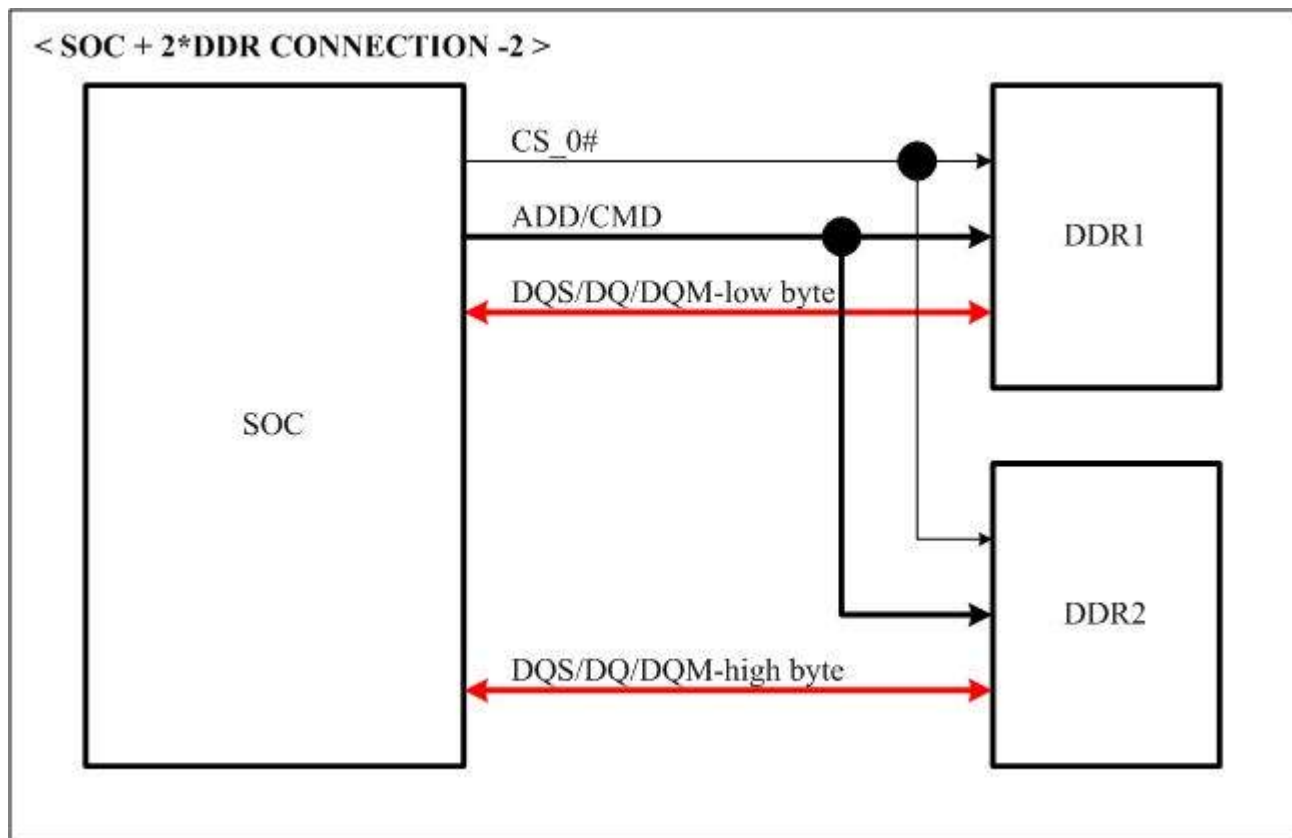 < SOC + 2*DDR CONNECTION -2 >
CS_0#
ADD/CMD
DDR1
DQS/DQ/DQM-low byte
SOC
DDR2
DQS/DQ/DQM-high byte